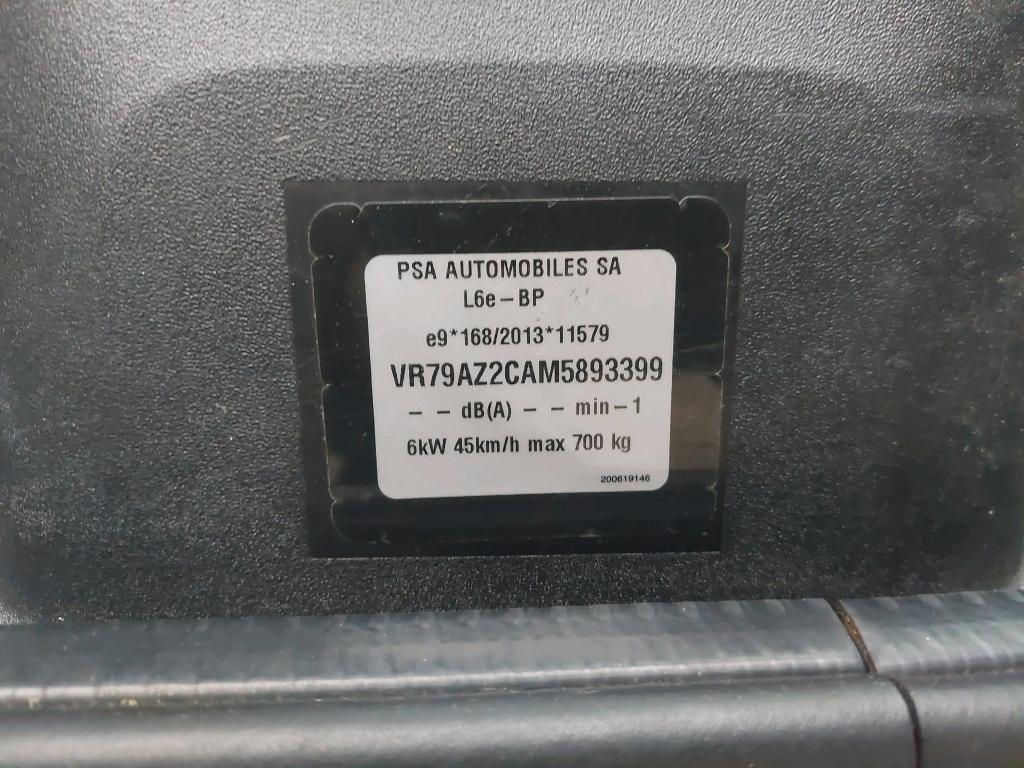 PSA AUTOMOBILES SA
L6e – BP
e9*168/2013*11579
VR79AZ2CAM5893399
– – dB(A) – – min – 1
6kW 45km/h max 700 kg
200619146